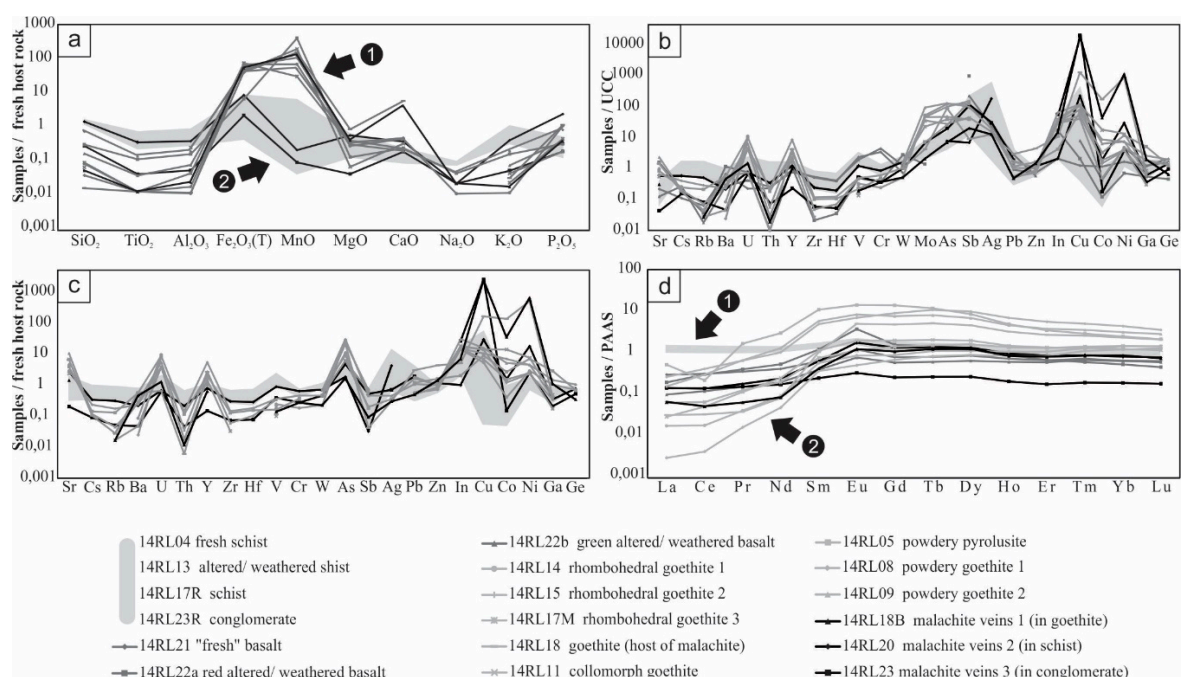 a
1000
100
10
1
0,1
0,01
0,001
Samples / fresh host rock
1
2
SiO₂ TiO₂ Al₂O₃ Fe₂O₃(T) MnO MgO CaO Na₂O K₂O P₂O₅
b
10000
1000
100
10
1
0,1
0,01
Samples / UCC
Sr Cs Rb Ba U Th Y Zr Hf V Cr W Mo As Sb Ag Pb Zn In Cu Co Ni Ga Ge
c
1000
100
10
1
0,1
0,01
0,001
Samples / fresh host rock
Sr Cs Rb Ba U Th Y Zr Hf V Cr W As Sb Ag Pb Zn In Cu Co Ni Ga Ge
d
100
10
1
0,1
0,01
0,001
Samples / PAAS
1
2
La Ce Pr Nd Sm Eu Gd Tb Dy Ho Er Tm Yb Lu
14RL04 fresh schist
14RL13 altered/ weathered shist
14RL17R schist
14RL23R conglomerate
14RL21 "fresh" basalt
14RL22a red altered/ weathered basalt
14RL22b green altered/ weathered basalt
14RL14 rhombohedral goethite 1
14RL15 rhombohedral goethite 2
14RL17M rhombohedral goethite 3
14RL18 goethite (host of malachite)
14RL11 collomorph goethite
14RL05 powdery pyrolusite
14RL08 powdery goethite 1
14RL09 powdery goethite 2
14RL18B malachite veins 1 (in goethite)
14RL20 malachite veins 2 (in schist)
14RL23 malachite veins 3 (in conglomerate)